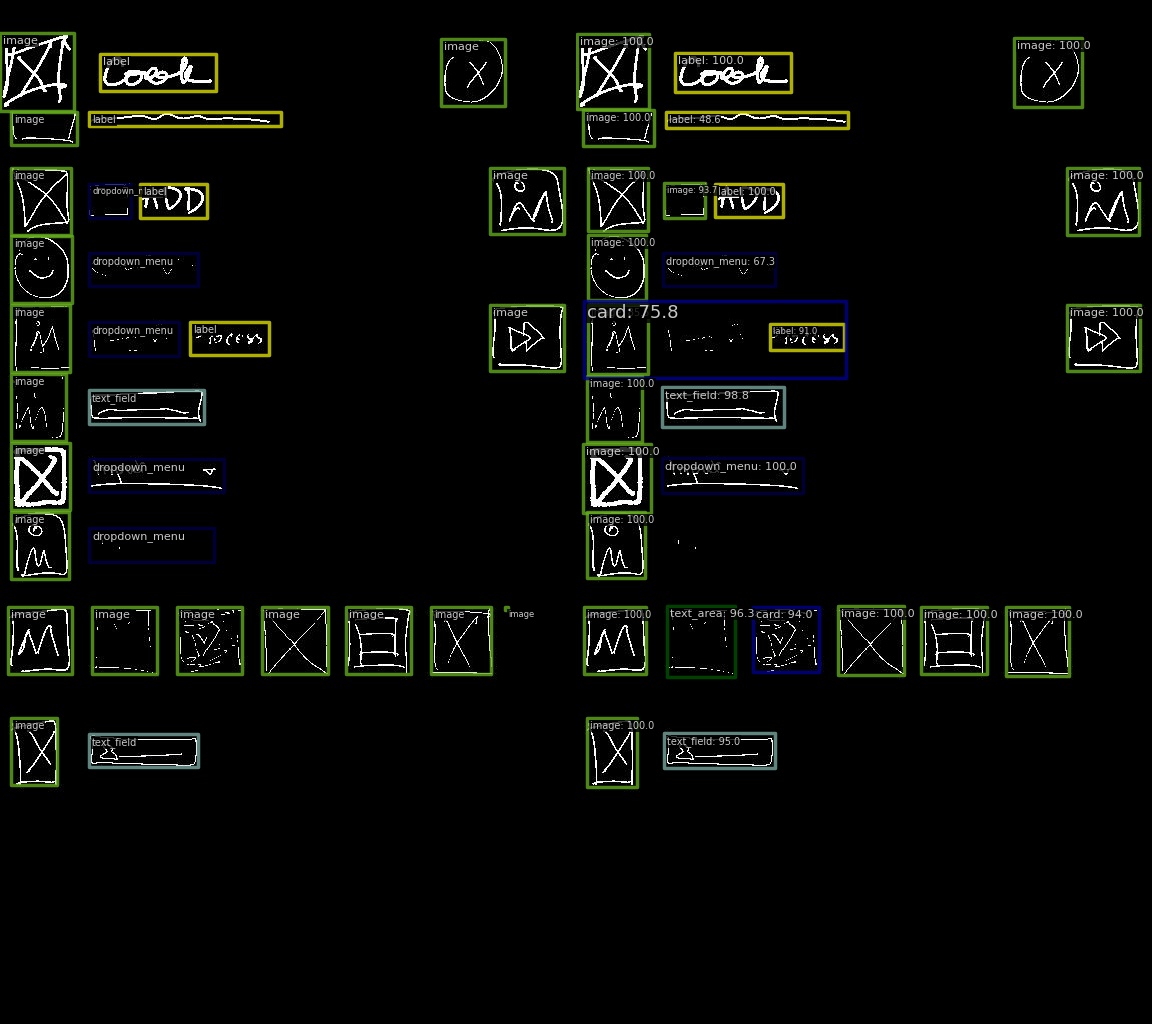 image image: 100.0
label image label: 100.0 image: 100.0
Look Look
image label image: 100.0 label: 48.6
image dropdown_m label image image: 100.0 image: 93.7 label: 100.0 image: 100.0
ADD ADD
image image: 100.0
dropdown_menu dropdown_menu: 67.3
image image card: 75.8 image: 100.0
dropdown_menu label label: 91.0
image image: 100.0
text_field text_field: 98.8
image image: 100.0
dropdown_menu dropdown_menu: 100.0
image image: 100.0
dropdown_menu
image image image image image image image image: 100.0 text_area: 96.3 card: 94.0 image: 100.0 image: 100.0 image: 100.0
image image: 100.0
text_field text_field: 95.0